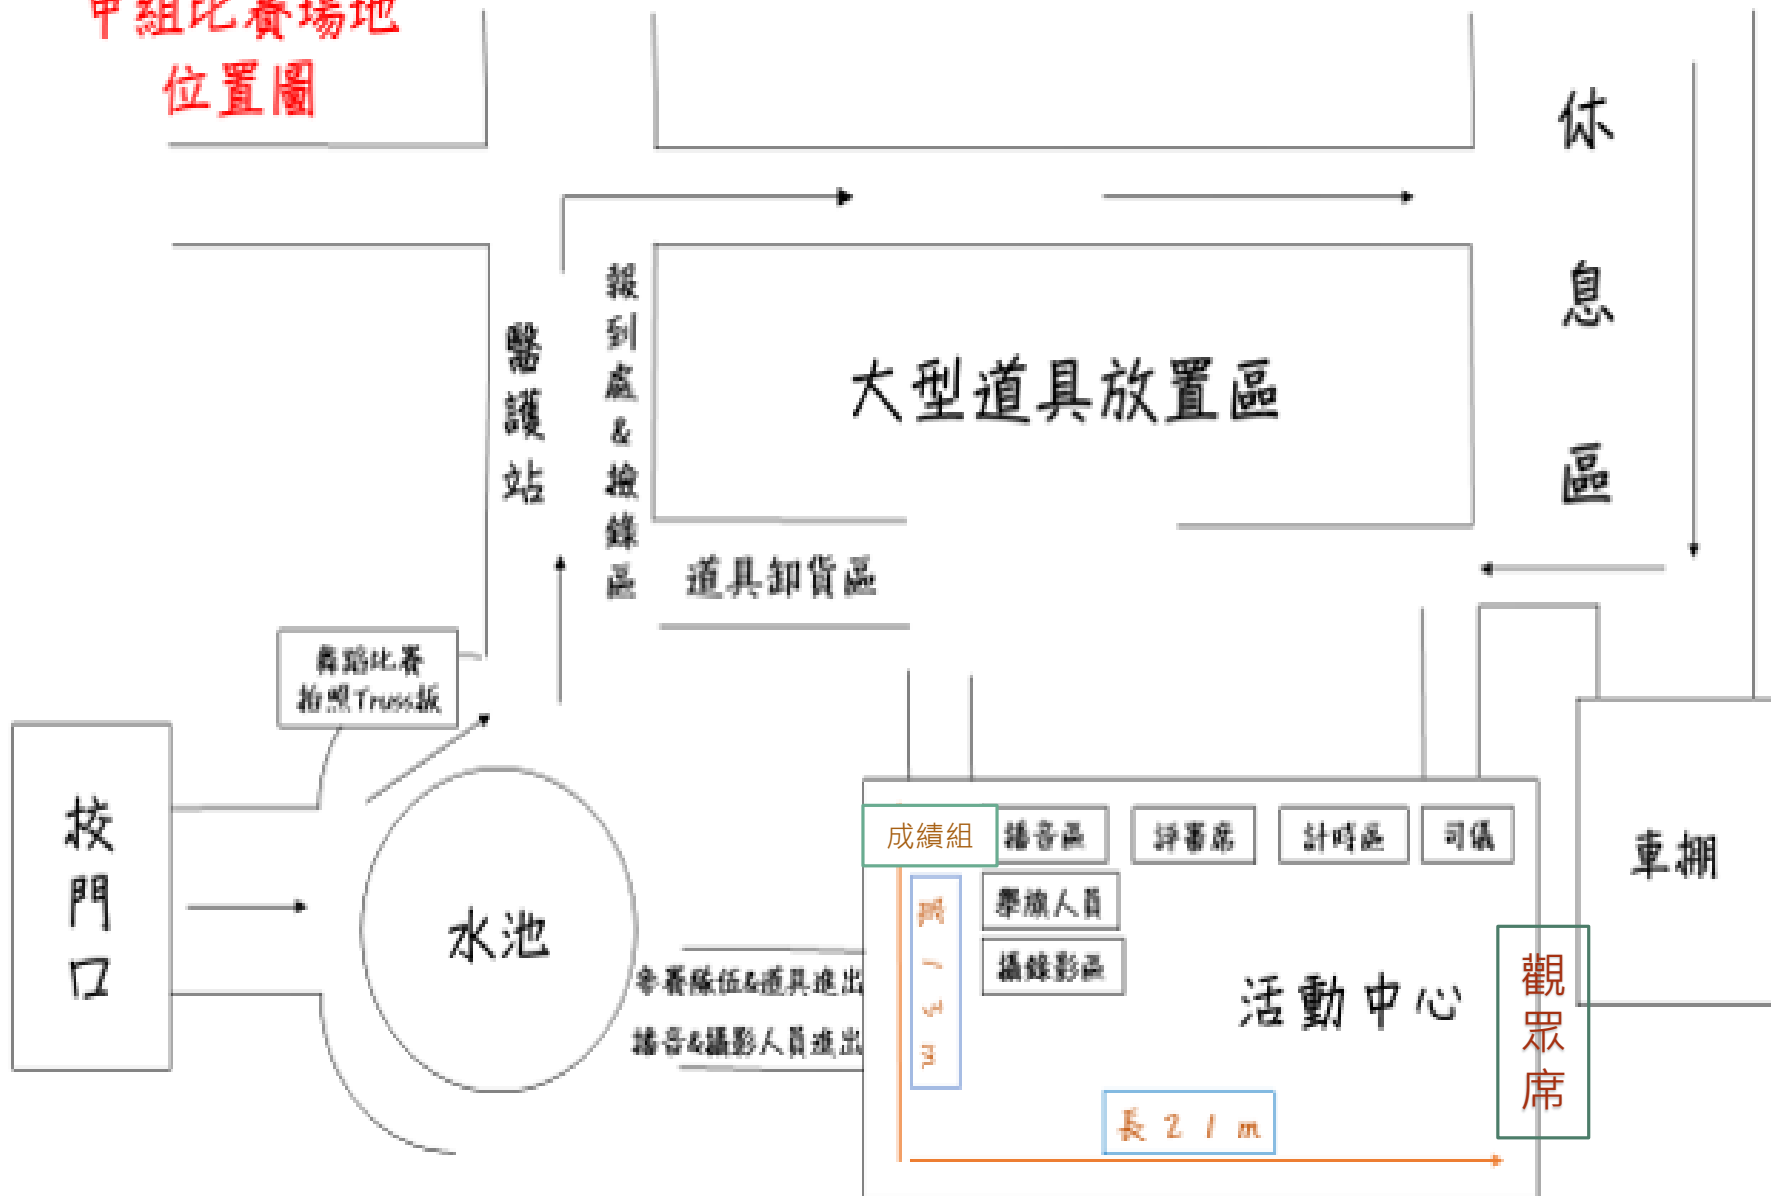 甲組比賽場地
位置圖
休息區
報到處&檢錄區
醫護站
大型道具放置區
道具卸貨區
舞蹈比賽
拍照Truss板
校門口
水池
成績組
播音區
評審席
計時區
司儀
車棚
舉旗人員
攝錄影區
參賽隊伍&道具進出
播音&攝影人員進出
活動中心
觀眾席
長21m